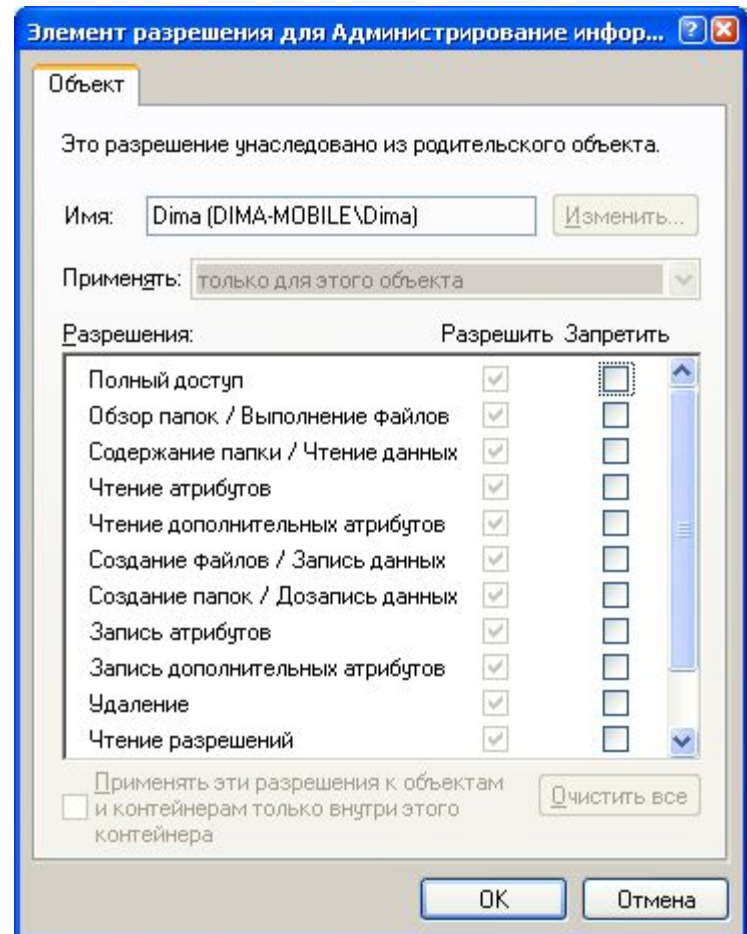 Элемент разрешения для Администрирование инфор...
Объект
Это разрешение унаследовано из родительского объекта.
Имя: Dima (DIMA-MOBILE\Dima) Изменить...
Применять: только для этого объекта
Разрешения: Разрешить Запретить
Полный доступ
Обзор папок / Выполнение файлов
Содержание папки / Чтение данных
Чтение атрибутов
Чтение дополнительных атрибутов
Создание файлов / Запись данных
Создание папок / Дозапись данных
Запись атрибутов
Запись дополнительных атрибутов
Удаление
Чтение разрешений
Применять эти разрешения к объектам
и контейнерам только внутри этого
контейнера
Очистить все
OK Отмена